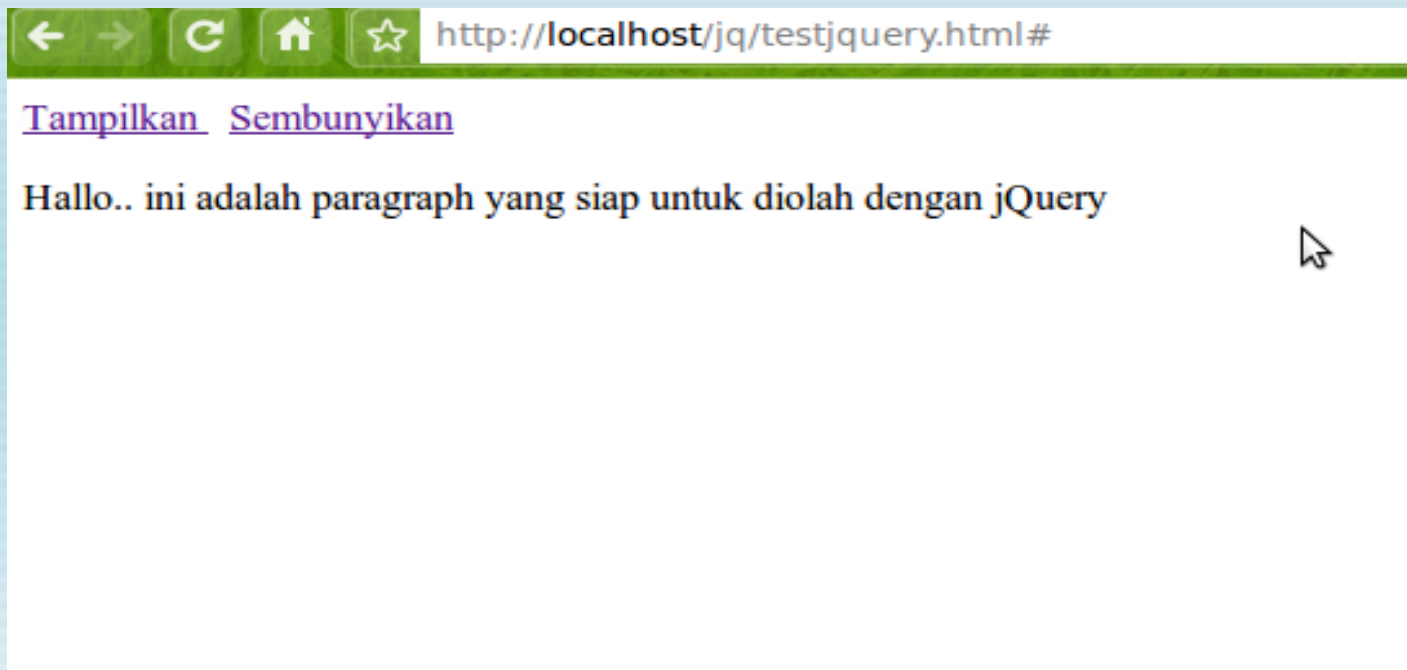 http://localhost/jq/testjquery.html#
Tampilkan Sembunyikan
Hallo.. ini adalah paragraph yang siap untuk diolah dengan jQuery